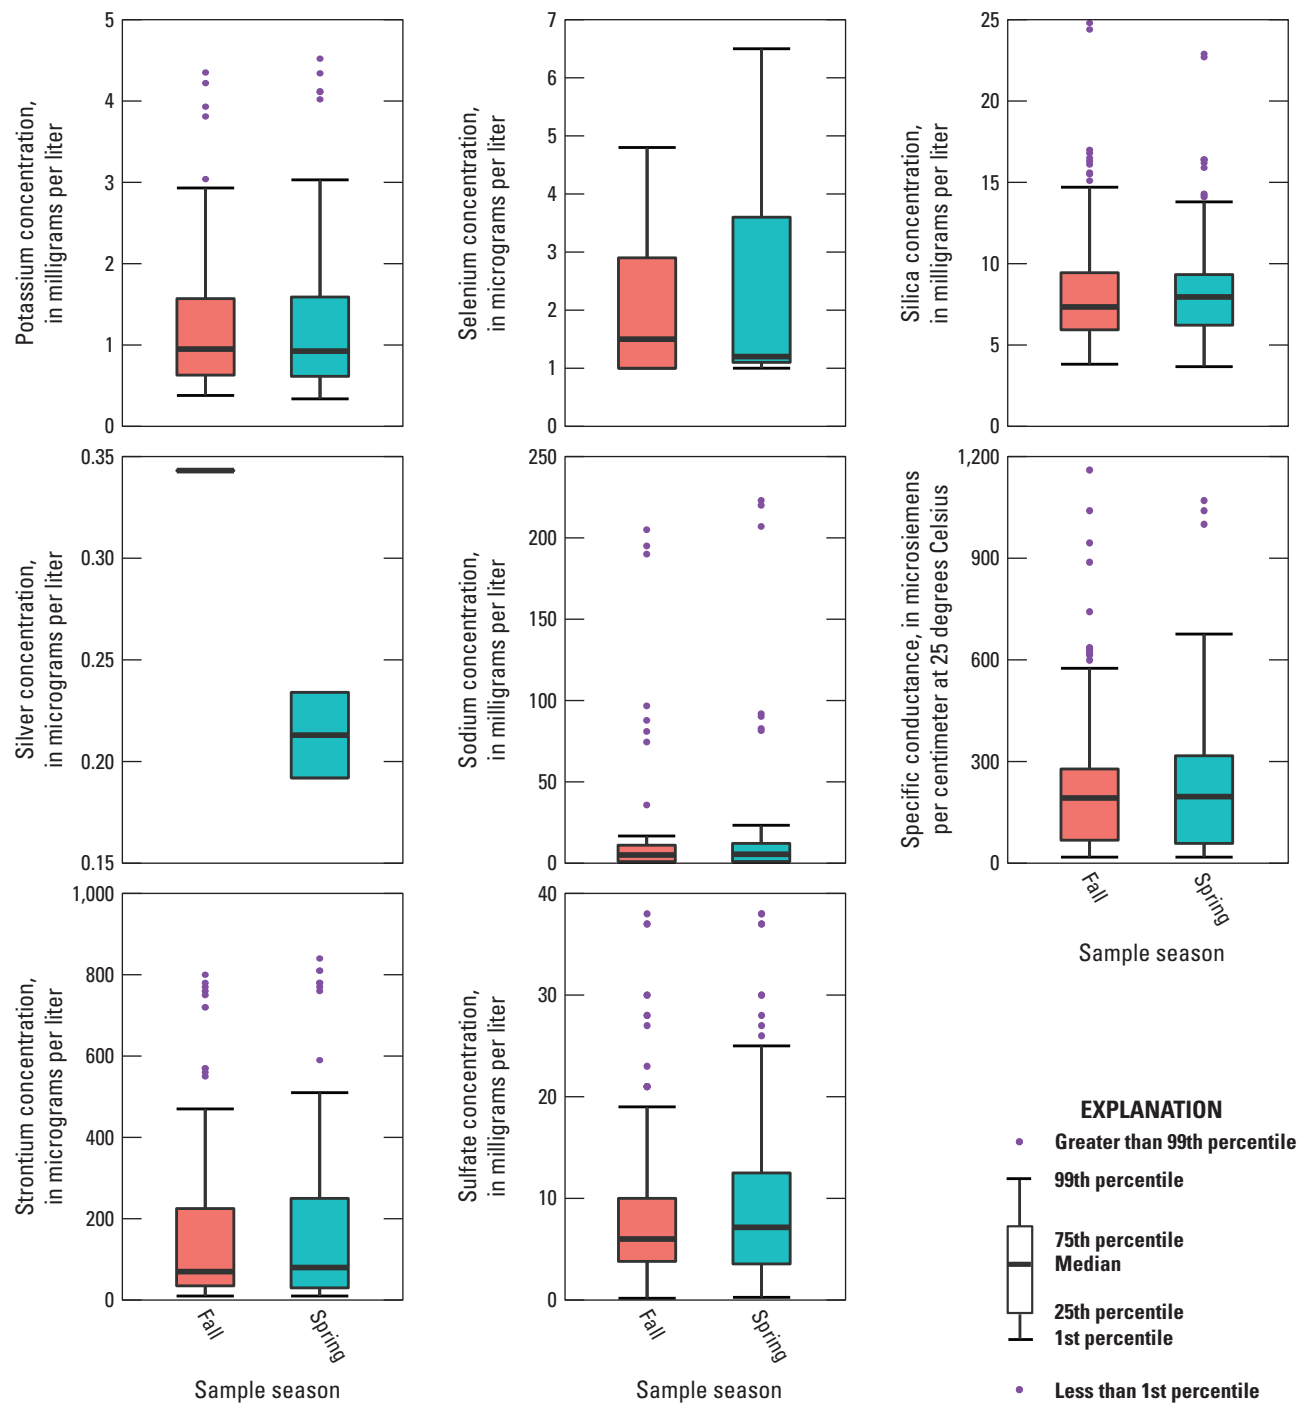 Potassium concentration,
in milligrams per liter
5
4
3
2
1
0
Selenium concentration,
in micrograms per liter
7
6
5
4
3
2
1
0
Silica concentration,
in milligrams per liter
25
20
15
10
5
0
Silver concentration,
in micrograms per liter
0.35
0.30
0.25
0.20
0.15
Sodium concentration,
in milligrams per liter
250
200
150
100
50
0
Specific conductance, in microsiemens
per centimeter at 25 degrees Celsius
1,200
900
600
300
0
Fall
Spring
Sample season
Strontium concentration,
in micrograms per liter
1,000
800
600
400
200
0
Fall
Spring
Sample season
Sulfate concentration,
in milligrams per liter
40
30
20
10
0
Fall
Spring
Sample season
EXPLANATION
Greater than 99th percentile
99th percentile
75th percentile
Median
25th percentile
1st percentile
Less than 1st percentile